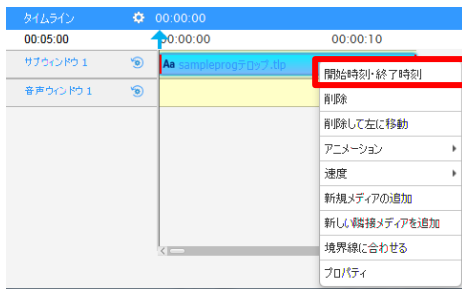 タイムライン 00:00:00
00:05:00 00:00:00 00:00:10
サブウィンドウ 1 Aa sampleprogテロップ.tlp
音声ウィンドウ 1
開始時刻・終了時刻
削除
削除して左に移動
アニメーション
速度
新規メディアの追加
新しい隣接メディアを追加
境界線に合わせる
プロパティ